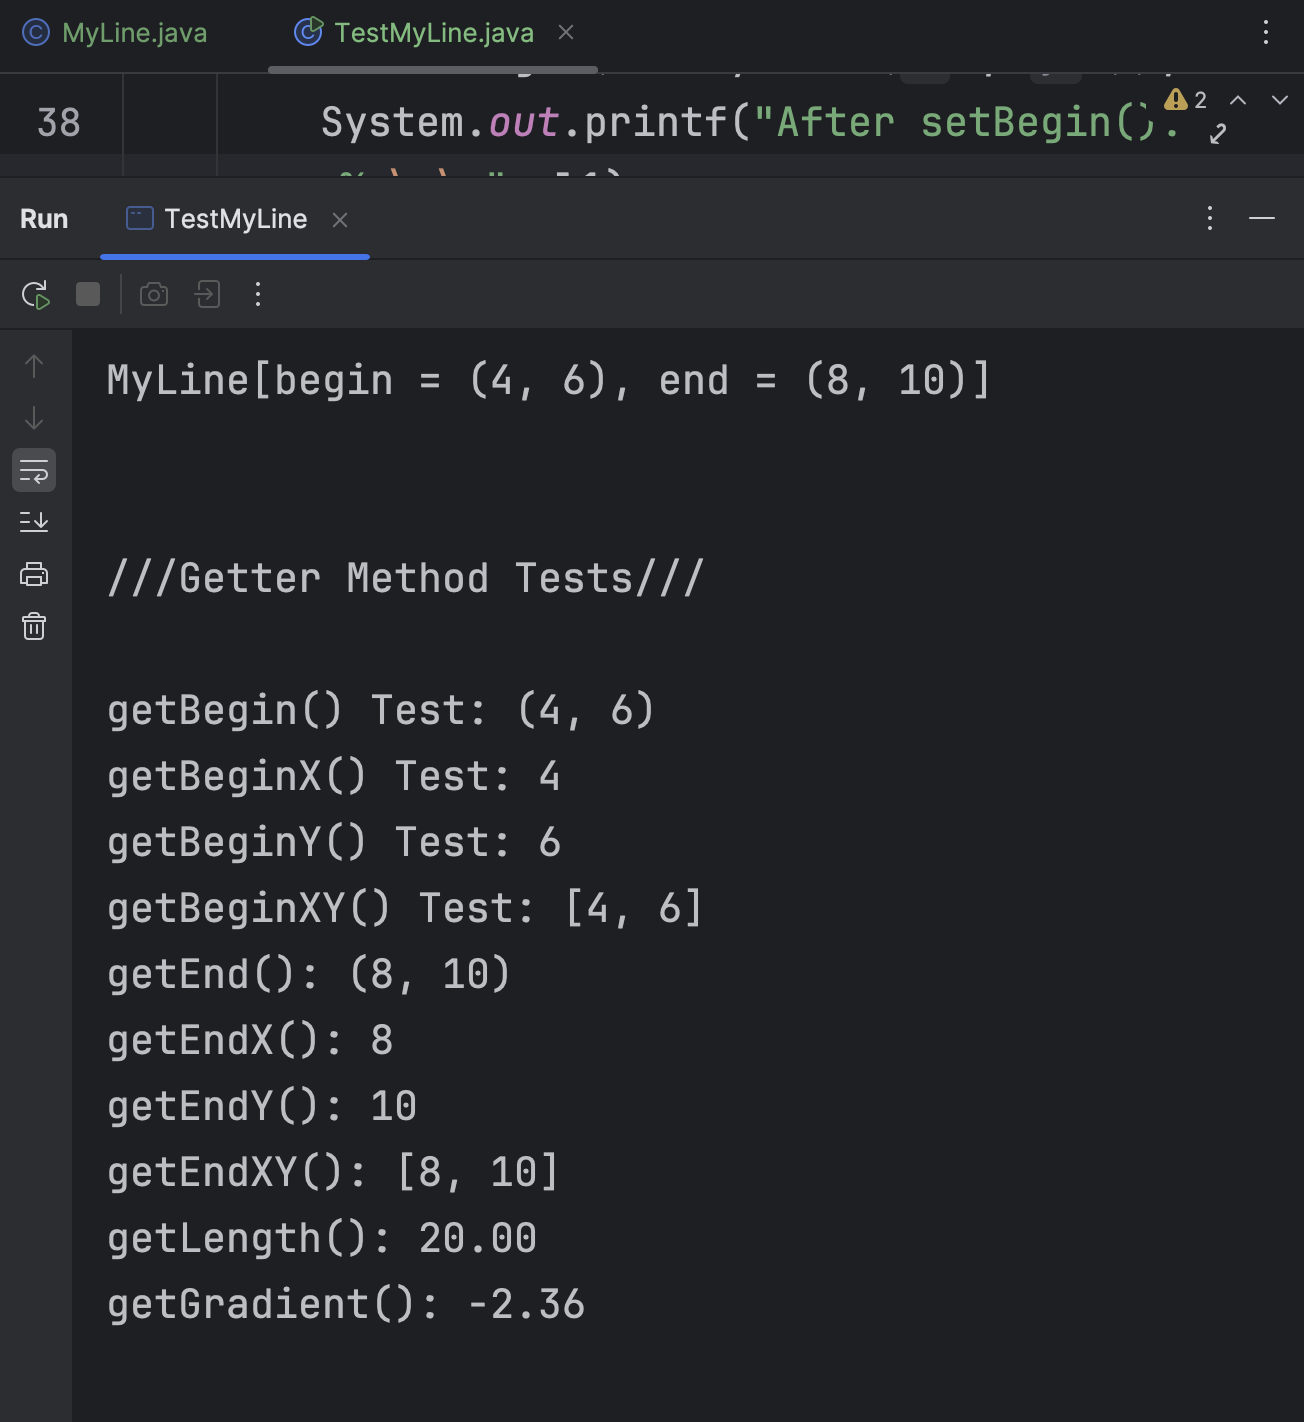 MyLine.java TestMyLine.java
38 System.out.printf("After setBegin():
2
Run TestMyLine
MyLine[begin = (4, 6), end = (8, 10)]
///Getter Method Tests///
getBegin() Test: (4, 6)
getBeginX() Test: 4
getBeginY() Test: 6
getBeginXY() Test: [4, 6]
getEnd(): (8, 10)
getEndX(): 8
getEndY(): 10
getEndXY(): [8, 10]
getLength(): 20.00
getGradient(): -2.36